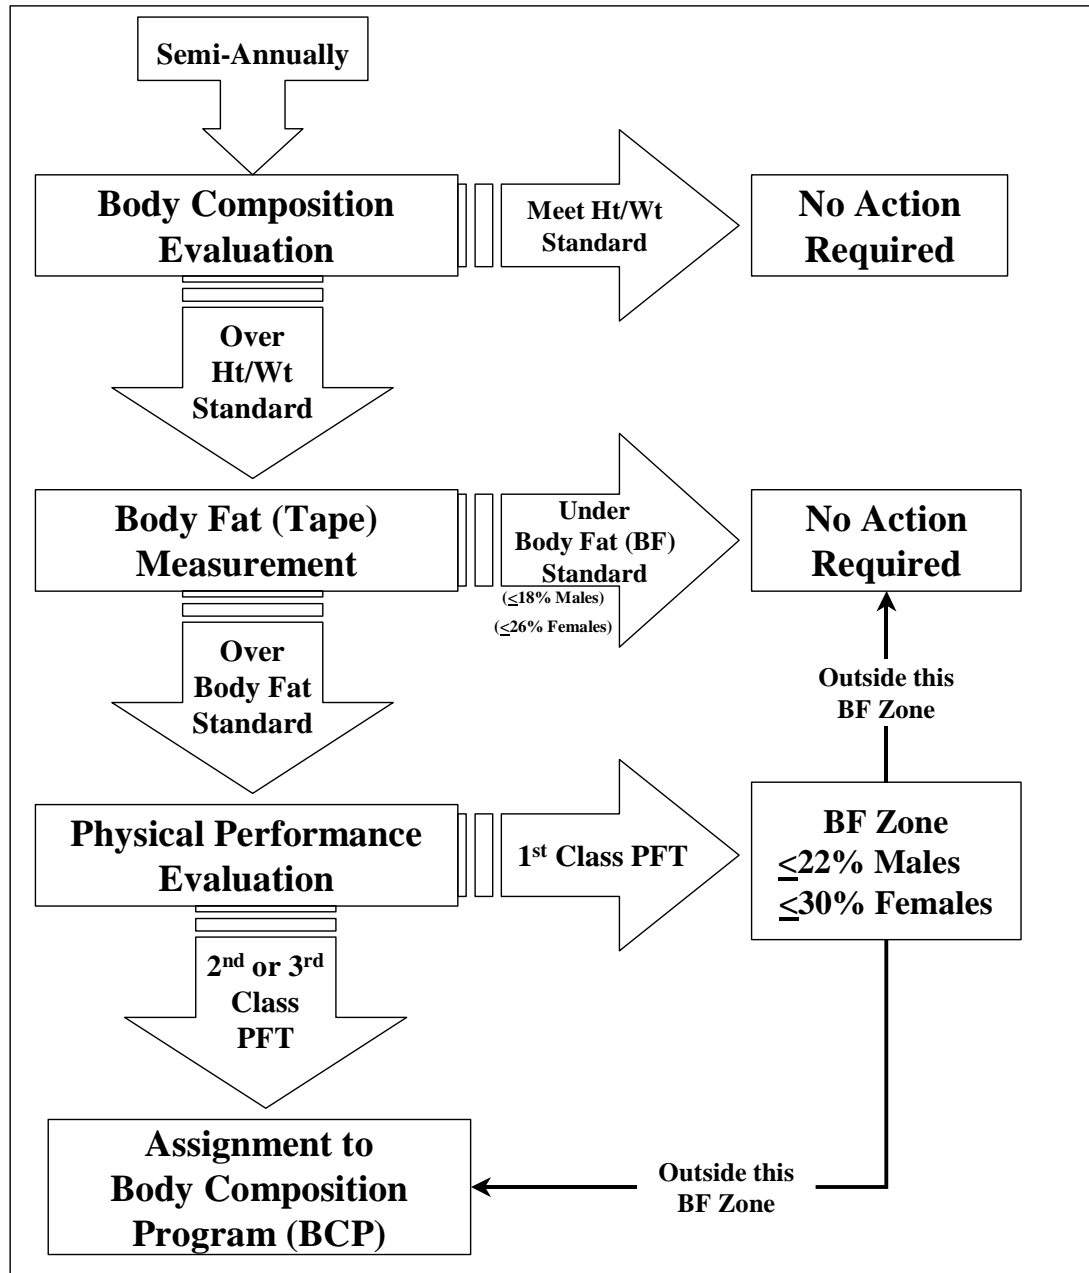 Semi-Annually
Body Composition
Evaluation
Meet Ht/Wt
Standard
No Action
Required
Over
Ht/Wt
Standard
Body Fat (Tape)
Measurement
Under
Body Fat (BF)
Standard
(≤18% Males)
(≤26% Females)
No Action
Required
Over
Body Fat
Standard
Outside this
BF Zone
Physical Performance
Evaluation
1st Class PFT
BF Zone
≤22% Males
≤30% Females
2nd or 3rd
Class
PFT
Assignment to
Body Composition
Program (BCP)
Outside this
BF Zone